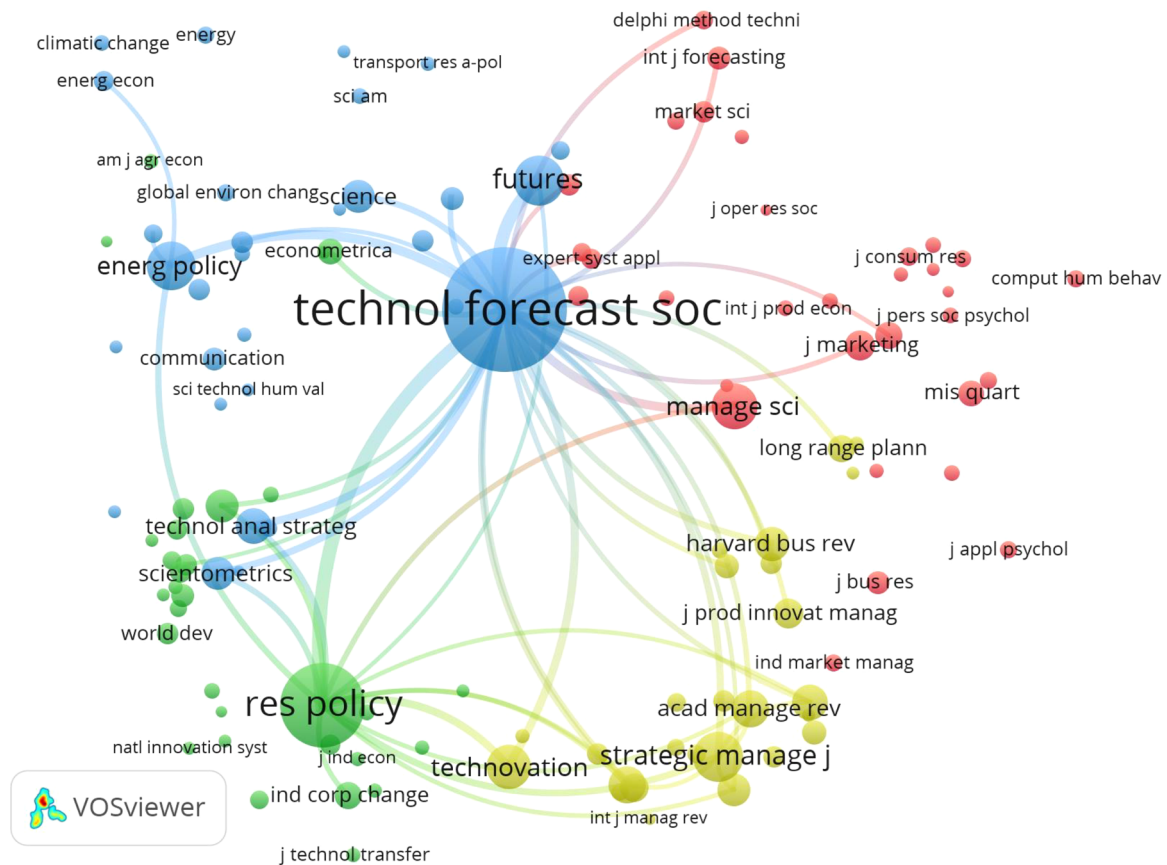 delphi method techni
climatic change
energy
int j forecasting
transport res a-pol
energ econ
sci am
market sci
am j agr econ
futures
global environ chang
science
j oper res soc
econometrica
expert syst appl
j consum res
energ policy
comput hum behav
technol forecast soc
int j prod econ
j pers soc psychol
j marketing
communication
sci technol hum val
mis quart
manage sci
long range plann
technol anal strateg
harvard bus rev
j appl psychol
scientometrics
j bus res
j prod innovat manag
world dev
ind market manag
res policy
acad manage rev
natl innovation syst
j ind econ
strategic manage j
technovation
ind corp change
VOSviewer
int j manag rev
j technol transfer